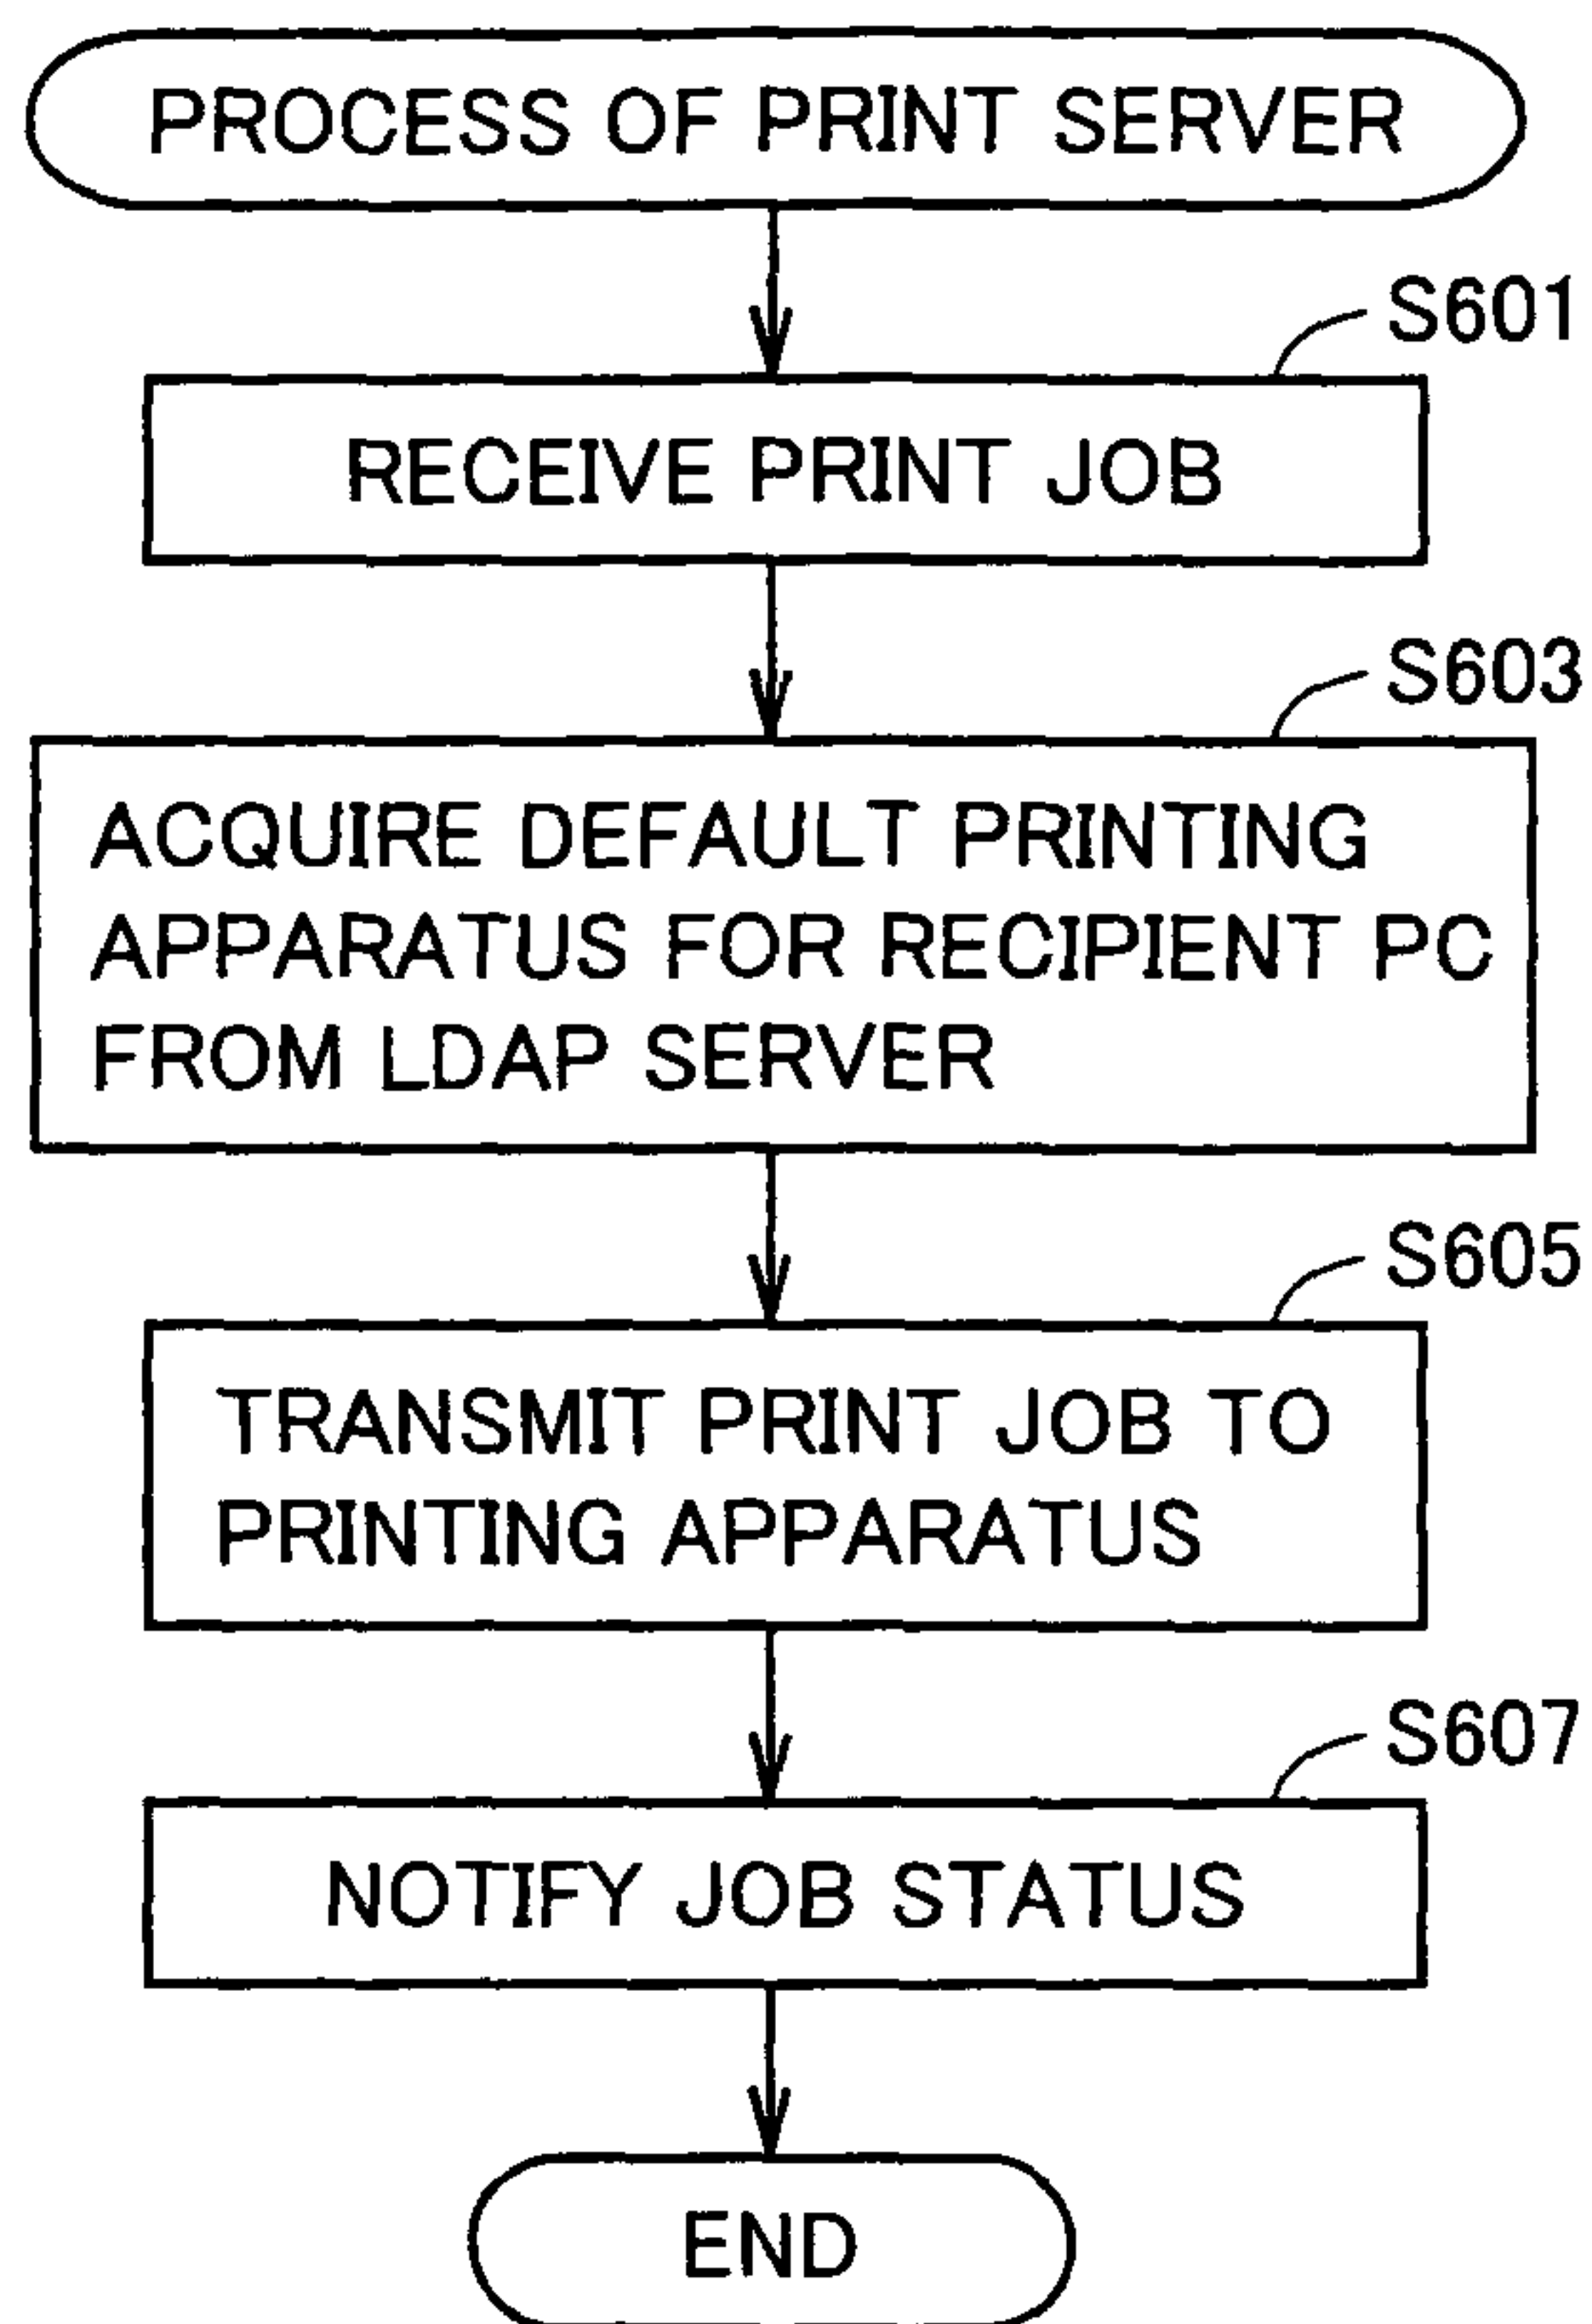 PROCESS OF PRINT SERVER
S601
RECEIVE PRINT JOB
S603
ACQUIRE DEFAULT PRINTING
APPARATUS FOR RECIPIENT PC
FROM LDAP SERVER
S605
TRANSMIT PRINT JOB TO
PRINTING APPARATUS
S607
NOTIFY JOB STATUS
END